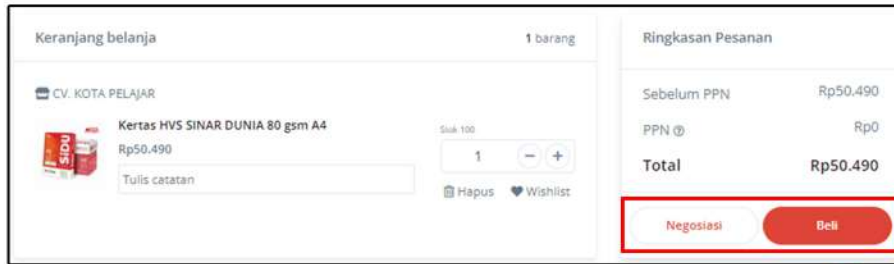 Keranjang belanja
1 barang
CV. KOTA PELAJAR
Kertas HVS SINAR DUNIA 80 gsm A4
Rp50.490
Tulis catatan
SiDU
Stok 100
1
Hapus
Wishlist
Ringkasan Pesanan
Sebelum PPN Rp50.490
PPN Rp0
Total Rp50.490
Negosiasi
Beli